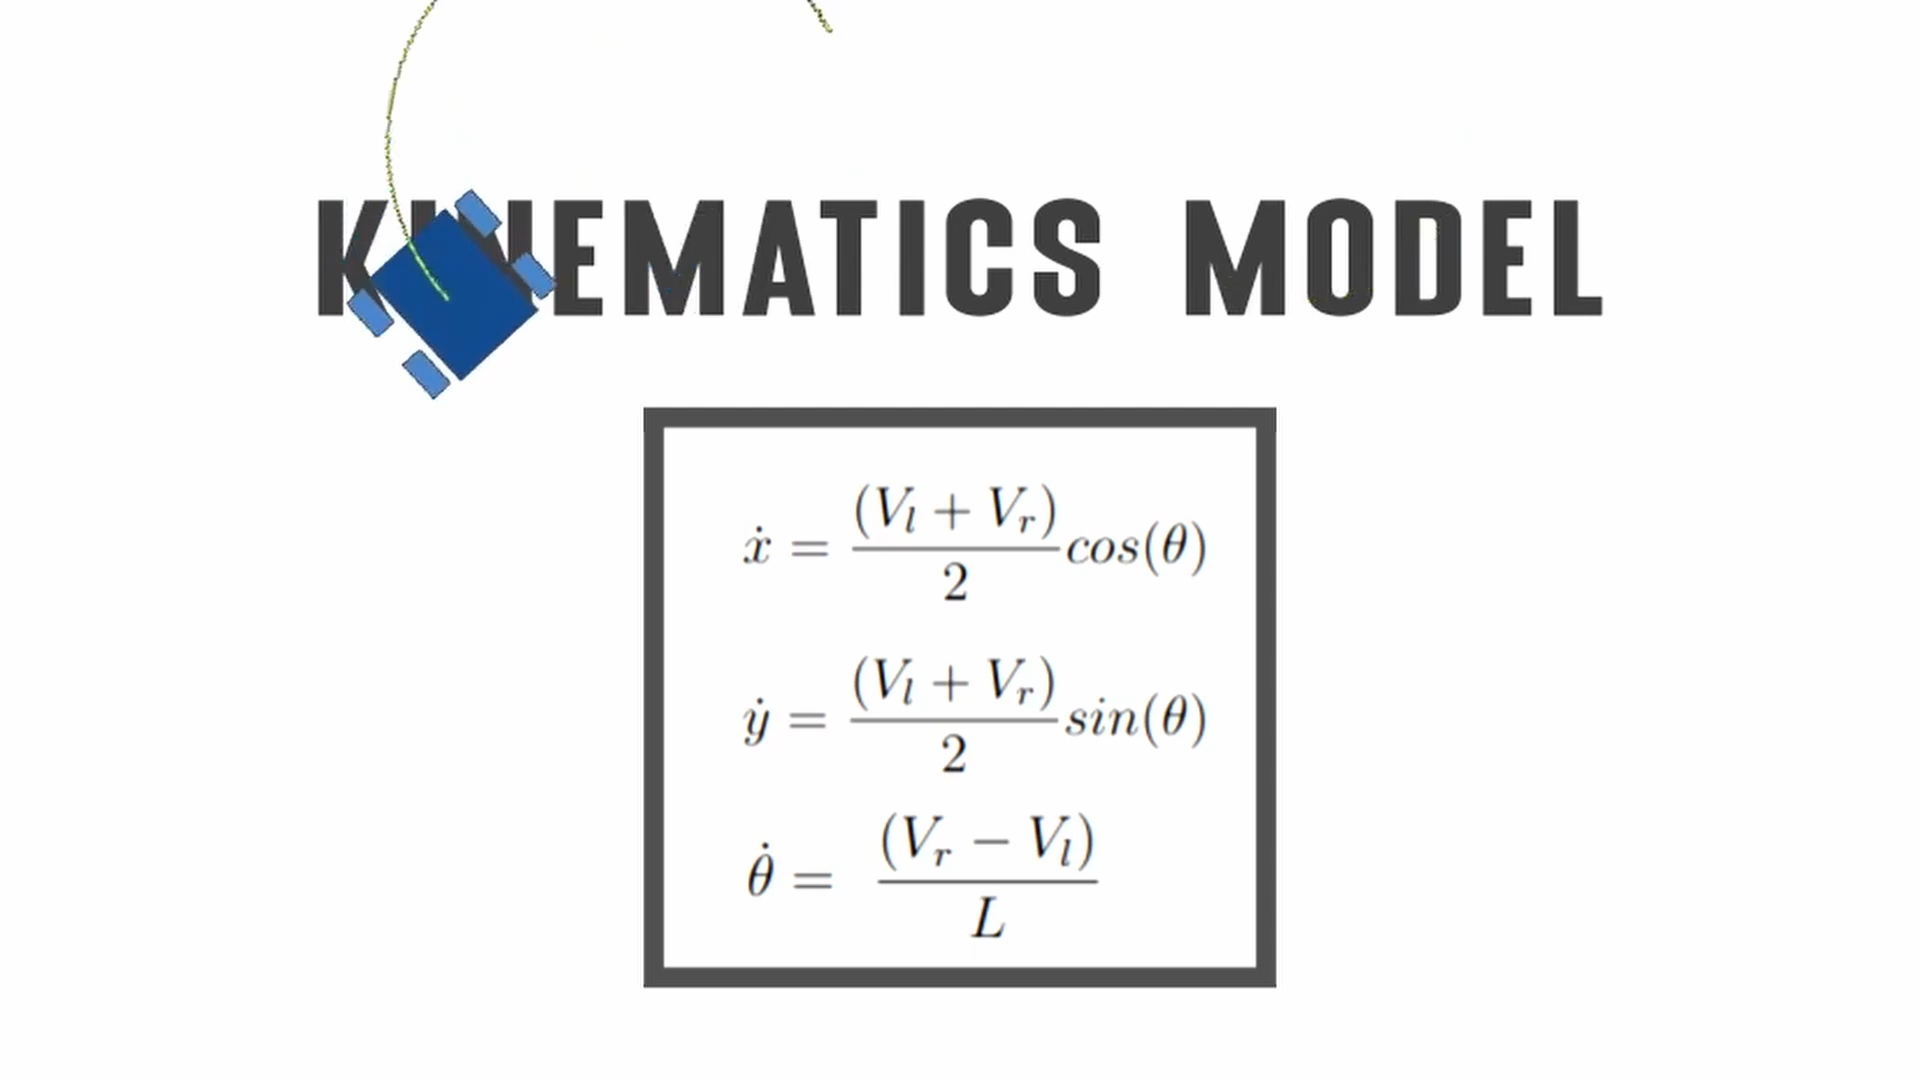 KINEMATICS MODEL
ẋ = (V_l + V_r)/2 cos(θ)
ẏ = (V_l + V_r)/2 sin(θ)
θ̇ = (V_r − V_l)/L